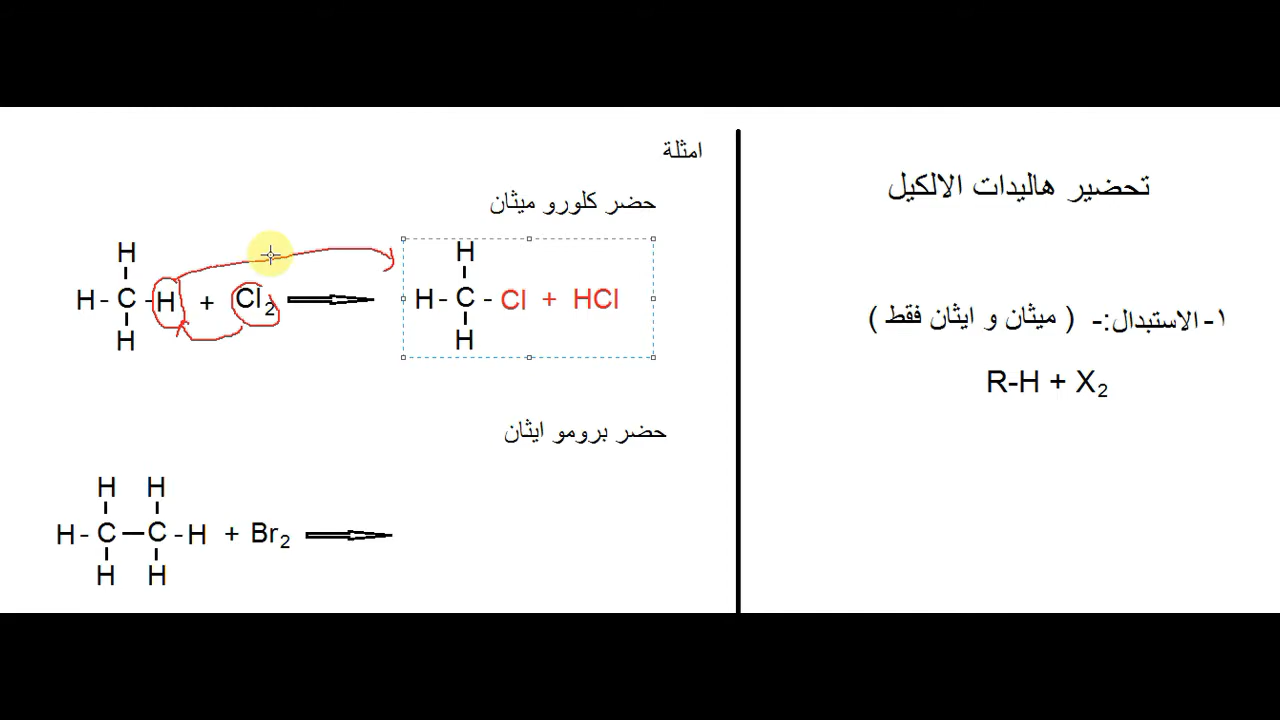 تحضير هاليدات الالكيل
١- الاستبدال:- ( ميثان و ايثان فقط )
R-H + X2
امثلة
حضر كلورو ميثان
H H
H - C - H + Cl2 H - C - Cl + HCl
H H
حضر برومو ايثان
H H
H - C - C - H + Br2
H H